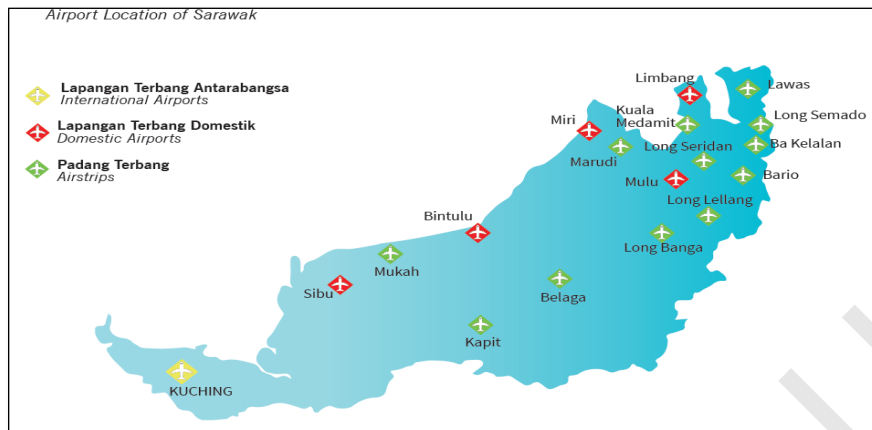 Airport Location of Sarawak
Lapangan Terbang Antarabangsa
International Airports
Lapangan Terbang Domestik
Domestic Airports
Padang Terbang
Airstrips
Limbang
Lawas
Miri
Kuala
Medamit
Long Semado
Marudi
Long Seridan
Ba Kelalan
Mulu
Bario
Long Lellang
Bintulu
Long Banga
Mukah
Sibu
Belaga
Kapit
KUCHING